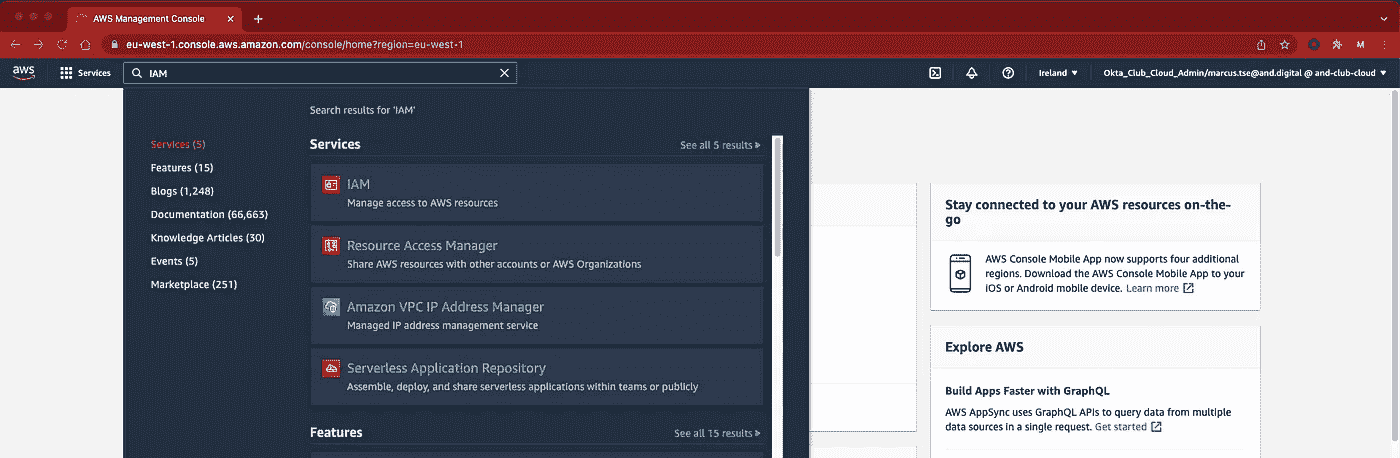 AWS Management Console
eu-west-1.console.aws.amazon.com/console/home?region=eu-west-1
M
aws
Services
IAM
Ireland
Okta_Club_Cloud_Admin/marcus.tse@and.digital @ and-club-cloud
Search results for 'IAM'
Services (5)
Features (15)
Blogs (1,248)
Documentation (66,663)
Knowledge Articles (30)
Events (5)
Marketplace (251)
Services
See all 5 results
IAM
Manage access to AWS resources
Resource Access Manager
Share AWS resources with other accounts or AWS Organizations
Amazon VPC IP Address Manager
Managed IP address management service
Serverless Application Repository
Assemble, deploy, and share serverless applications within teams or publicly
Features
See all 15 results
Stay connected to your AWS resources on-the-
go
AWS Console Mobile App now supports four additional
regions. Download the AWS Console Mobile App to your
iOS or Android mobile device. Learn more
Explore AWS
Build Apps Faster with GraphQL
AWS AppSync uses GraphQL APIs to query data from multiple
data sources in a single request. Get started